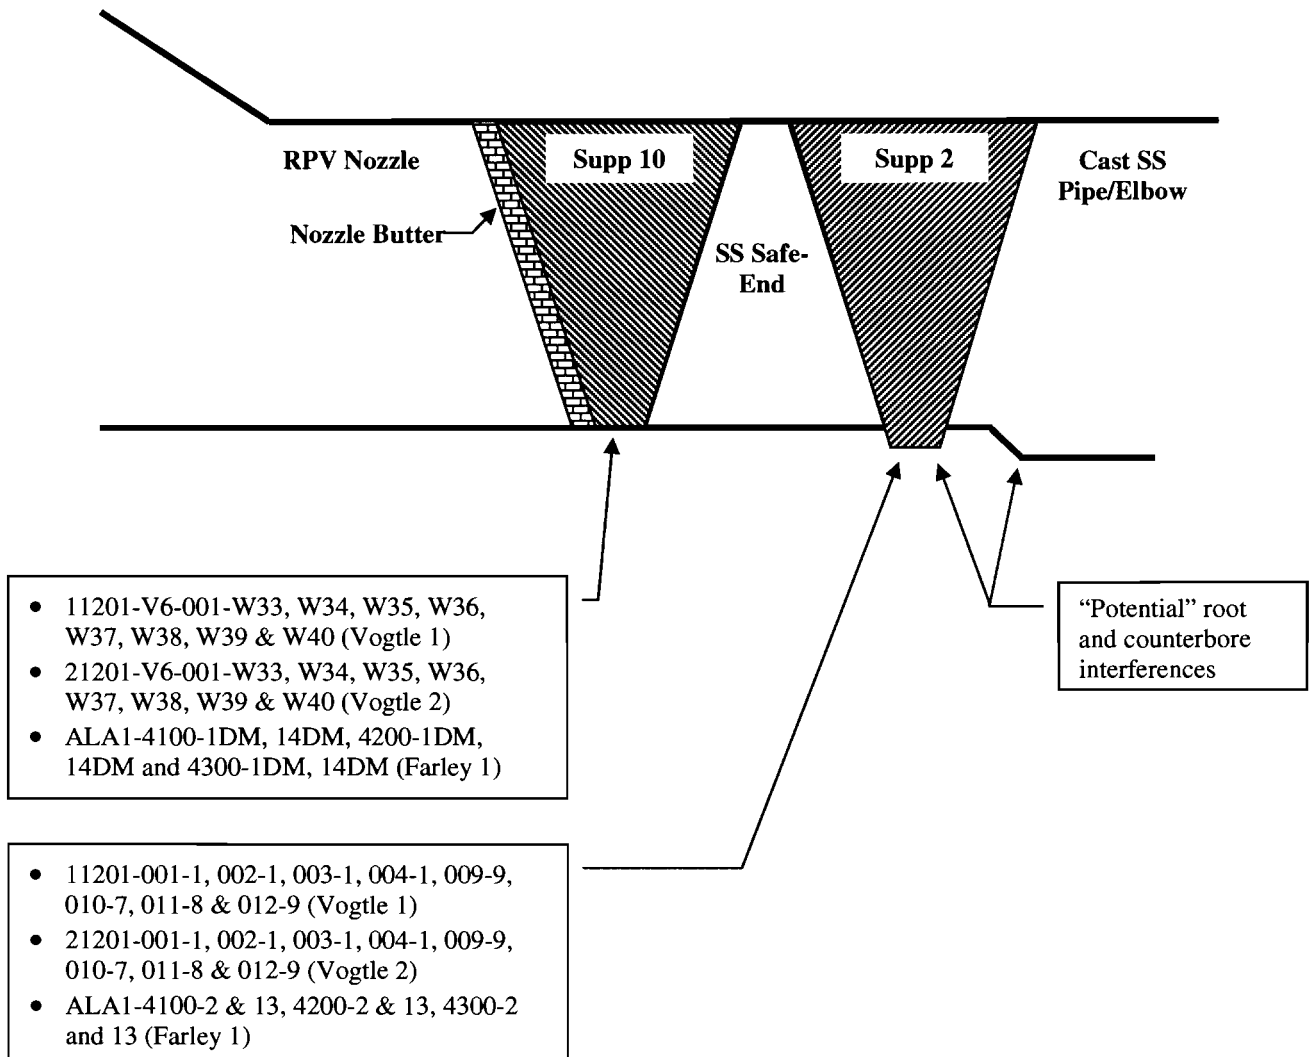 RPV Nozzle
Supp 10
Supp 2
Cast SS
Pipe/Elbow
Nozzle Butter
SS Safe-
End
• 11201-V6-001-W33, W34, W35, W36,
W37, W38, W39 & W40 (Vogtle 1)
• 21201-V6-001-W33, W34, W35, W36,
W37, W38, W39 & W40 (Vogtle 2)
• ALA1-4100-1DM, 14DM, 4200-1DM,
14DM and 4300-1DM, 14DM (Farley 1)
“Potential” root
and counterbore
interferences
• 11201-001-1, 002-1, 003-1, 004-1, 009-9,
010-7, 011-8 & 012-9 (Vogtle 1)
• 21201-001-1, 002-1, 003-1, 004-1, 009-9,
010-7, 011-8 & 012-9 (Vogtle 2)
• ALA1-4100-2 & 13, 4200-2 & 13, 4300-2
and 13 (Farley 1)